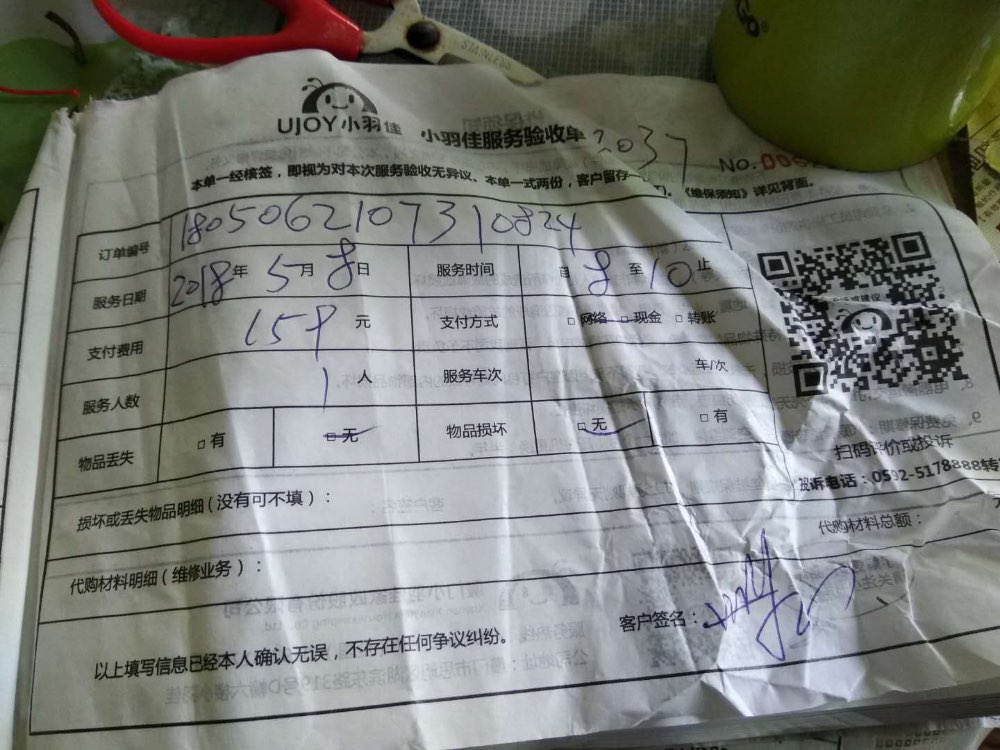 STAINLESS
GO
UJOY小羽佳 小羽佳服务验收单 2037
NO.00
本单一经核签，即视为对本次服务验收无异议、本单一式两份，客户留存一 《维保须知》详见背面。
订单编号 18050621073 10824
服务日期 2018年5月8日 服务时间 自8至10止
支付费用 159元 支付方式 □网络 □现金 □转账
服务人数 1人 服务车次 车/次
物品丢失 □有 □无 物品损坏 □无 □有
扫码评价或投诉
投诉电话：0592-5178888转
损坏或丢失物品明细(没有可不填)：
代购材料总额：
代购材料明细(维修业务)：
客户签名：
以上填写信息已经本人确认无误，不存在任何争议纠纷。